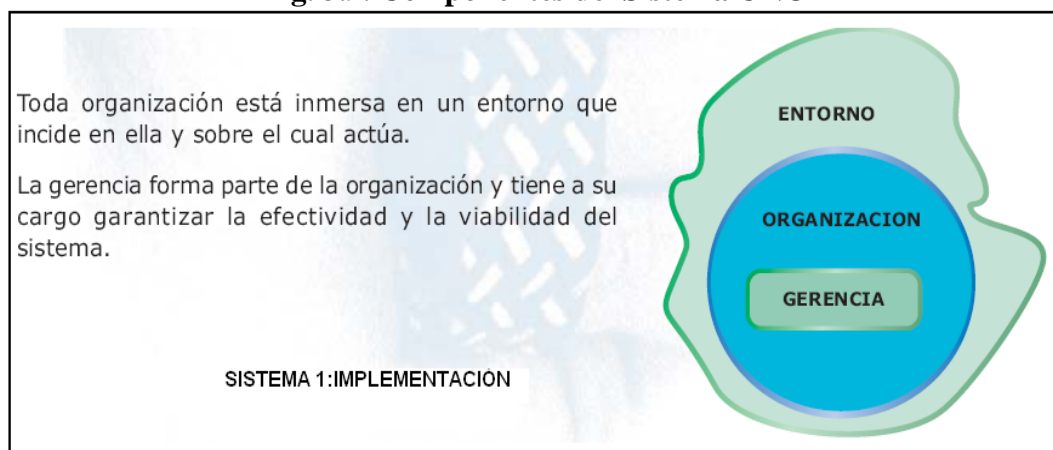 Toda organización está inmersa en un entorno que
incide en ella y sobre el cual actúa.
La gerencia forma parte de la organización y tiene a su
cargo garantizar la efectividad y la viabilidad del
sistema.
SISTEMA 1:IMPLEMENTACIÓN
ENTORNO
ORGANIZACION
GERENCIA